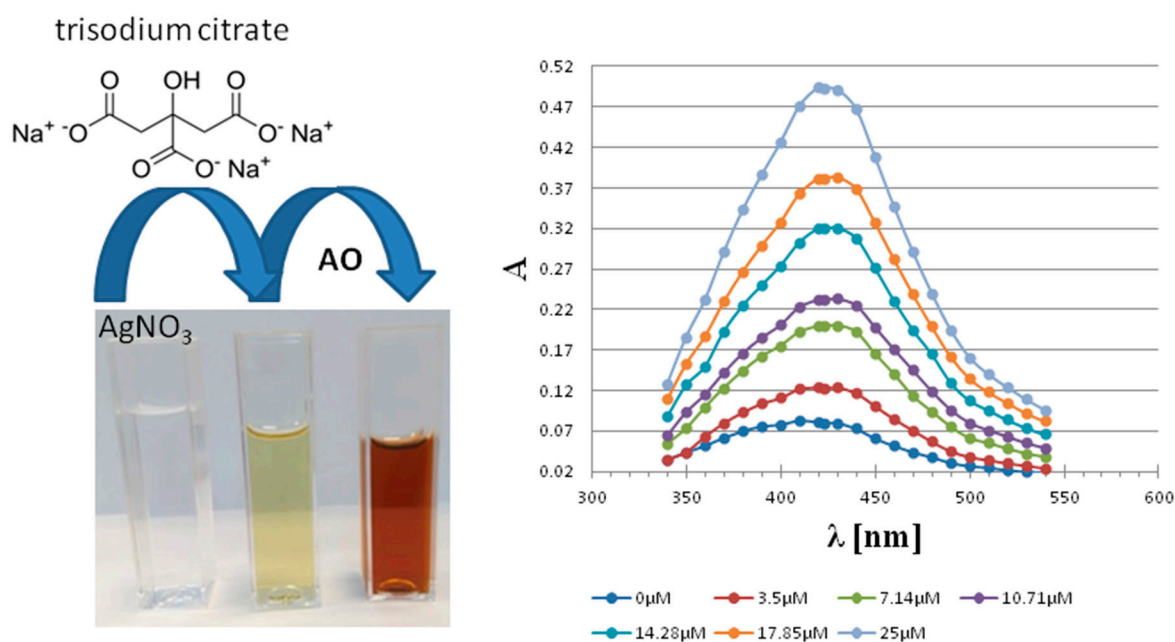 trisodium citrate
O OH O
Na⁺ ⁻O O⁻ Na⁺
O O⁻ Na⁺
AO
AgNO₃
A
0.52
0.47
0.42
0.37
0.32
0.27
0.22
0.17
0.12
0.07
0.02
300 350 400 450 500 550 600
λ [nm]
0µM 3.5µM 7.14µM 10.71µM
14.28µM 17.85µM 25µM